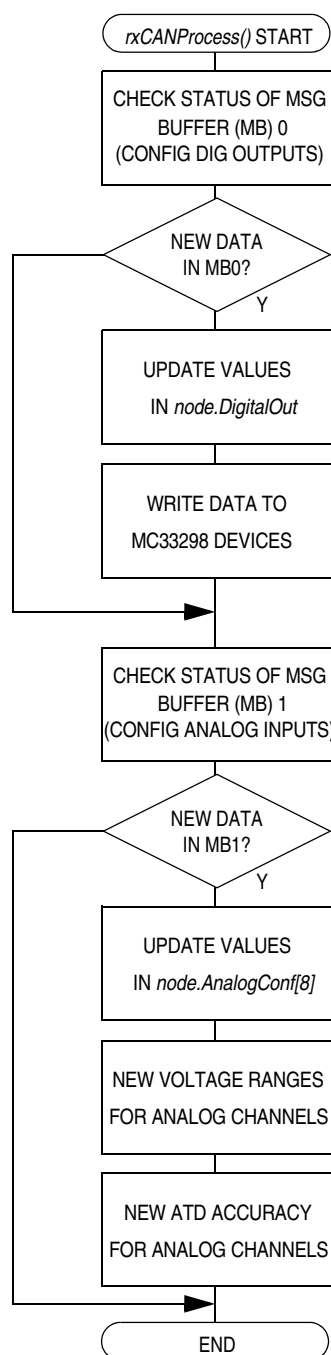 rxCANProcess() START
CHECK STATUS OF MSG
BUFFER (MB) 0
(CONFIG DIG OUTPUTS)
NEW DATA
IN MB0?
Y
UPDATE VALUES
IN node.DigitalOut
WRITE DATA TO
MC33298 DEVICES
CHECK STATUS OF MSG
BUFFER (MB) 1
(CONFIG ANALOG INPUTS)
NEW DATA
IN MB1?
Y
UPDATE VALUES
IN node.AnalogConf[8]
NEW VOLTAGE RANGES
FOR ANALOG CHANNELS
NEW ATD ACCURACY
FOR ANALOG CHANNELS
END